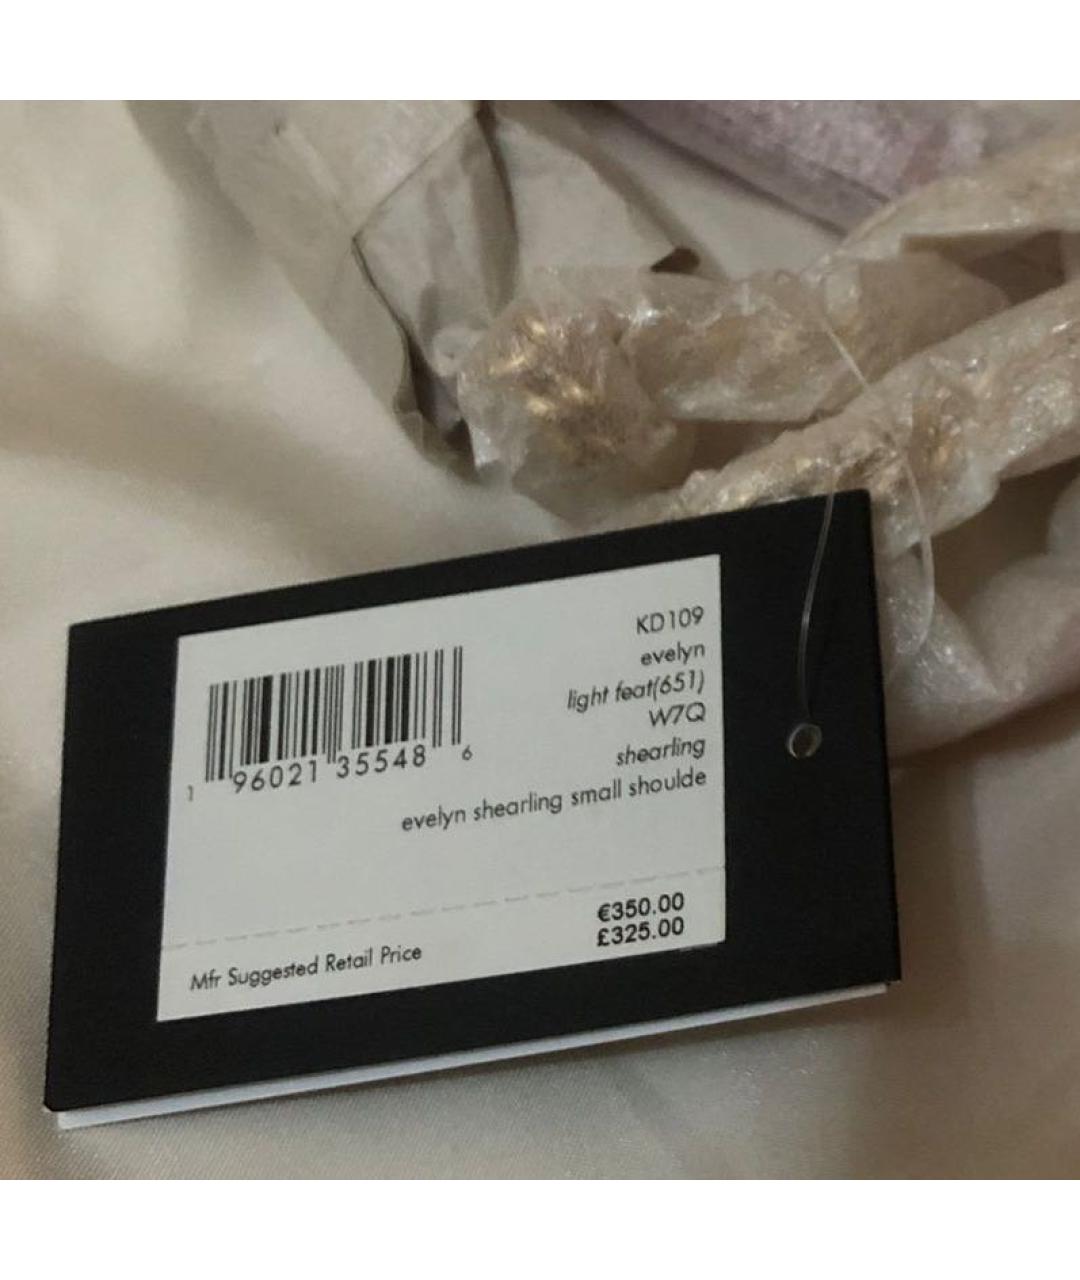 KD109
evelyn
light feat(651)
W7Q
shearling
1 96021 35548 6
evelyn shearling small shoulde
€350.00
£325.00
Mfr Suggested Retail Price